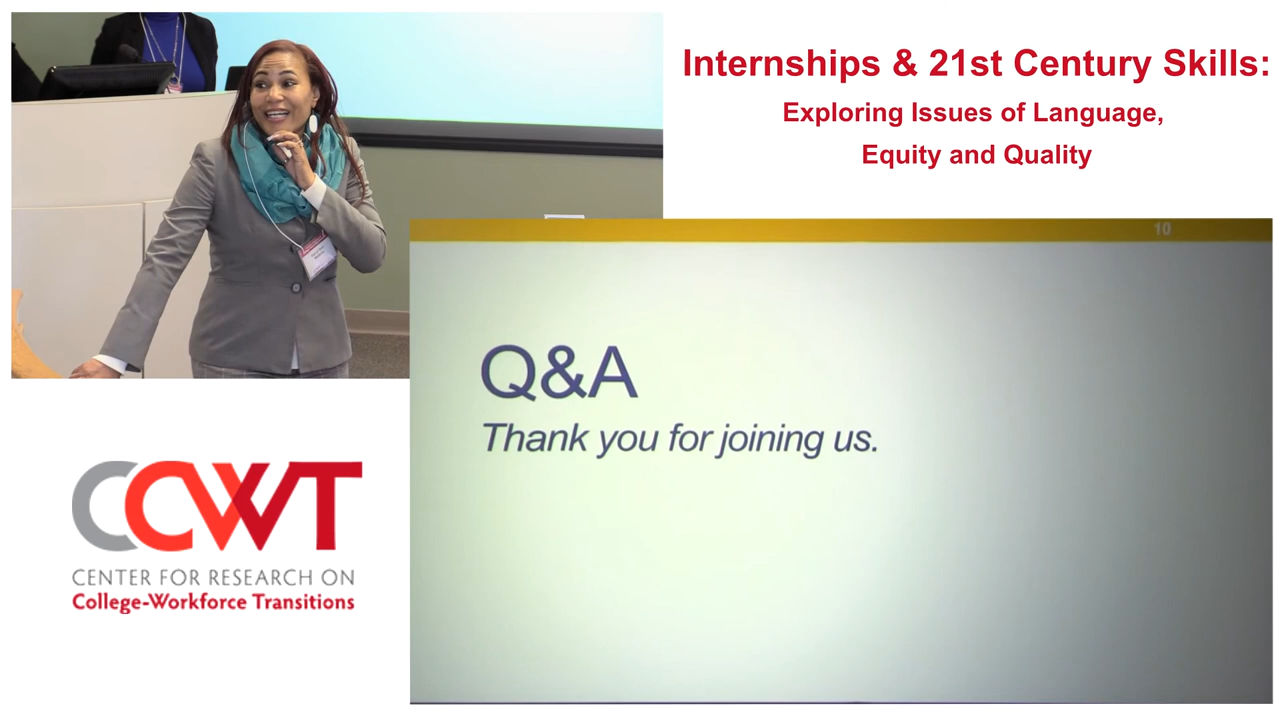 Internships & 21st Century Skills:
Exploring Issues of Language,
Equity and Quality
10
Q&A
Thank you for joining us.
CCWT
CENTER FOR RESEARCH ON
College-Workforce Transitions